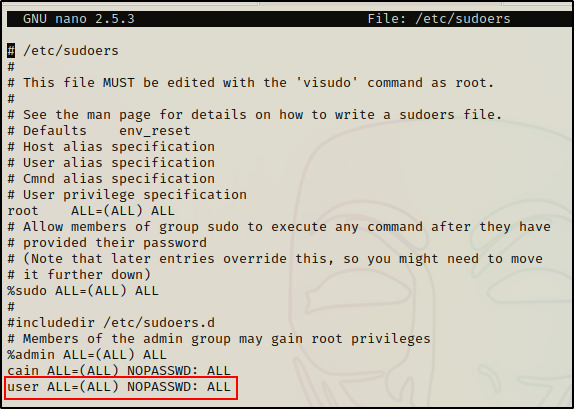 GNU nano 2.5.3 File: /etc/sudoers
# /etc/sudoers
#
# This file MUST be edited with the 'visudo' command as root.
#
# See the man page for details on how to write a sudoers file.
# Defaults    env_reset
# Host alias specification
# User alias specification
# Cmnd alias specification
# User privilege specification
root    ALL=(ALL) ALL
# Allow members of group sudo to execute any command after they have
# provided their password
# (Note that later entries override this, so you might need to move
# it further down)
%sudo ALL=(ALL) ALL
#
#includedir /etc/sudoers.d
# Members of the admin group may gain root privileges
%admin ALL=(ALL) ALL
cain ALL=(ALL) NOPASSWD: ALL
user ALL=(ALL) NOPASSWD: ALL